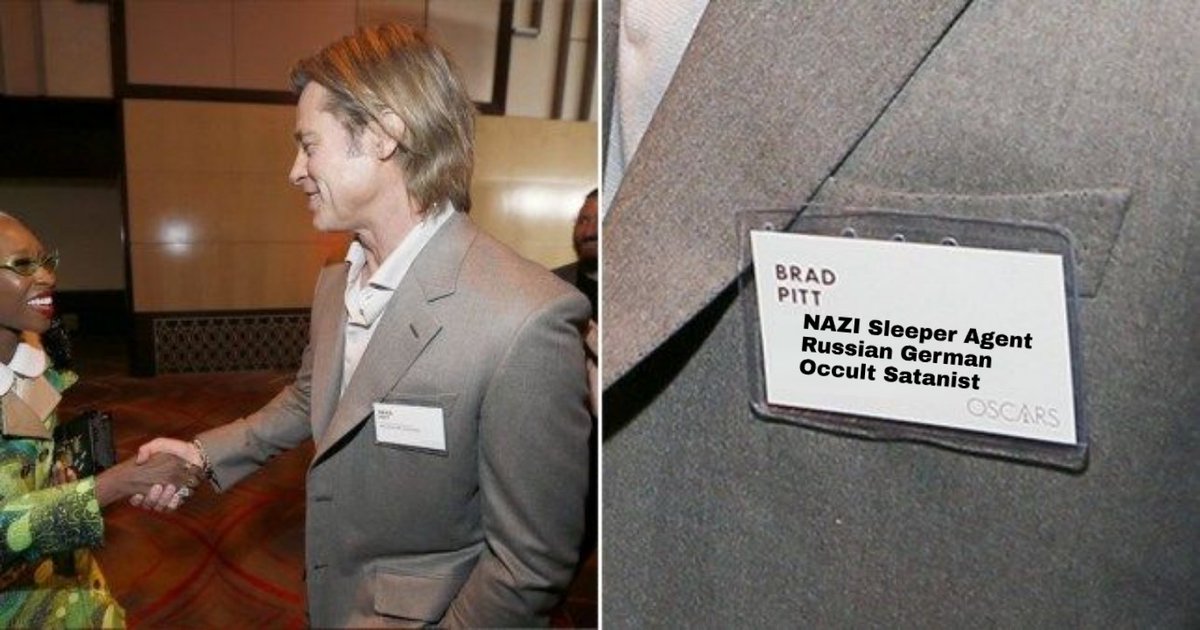 BRAD
PITT
NAZI Sleeper Agent
Russian German
Occult Satanist
OSCARS